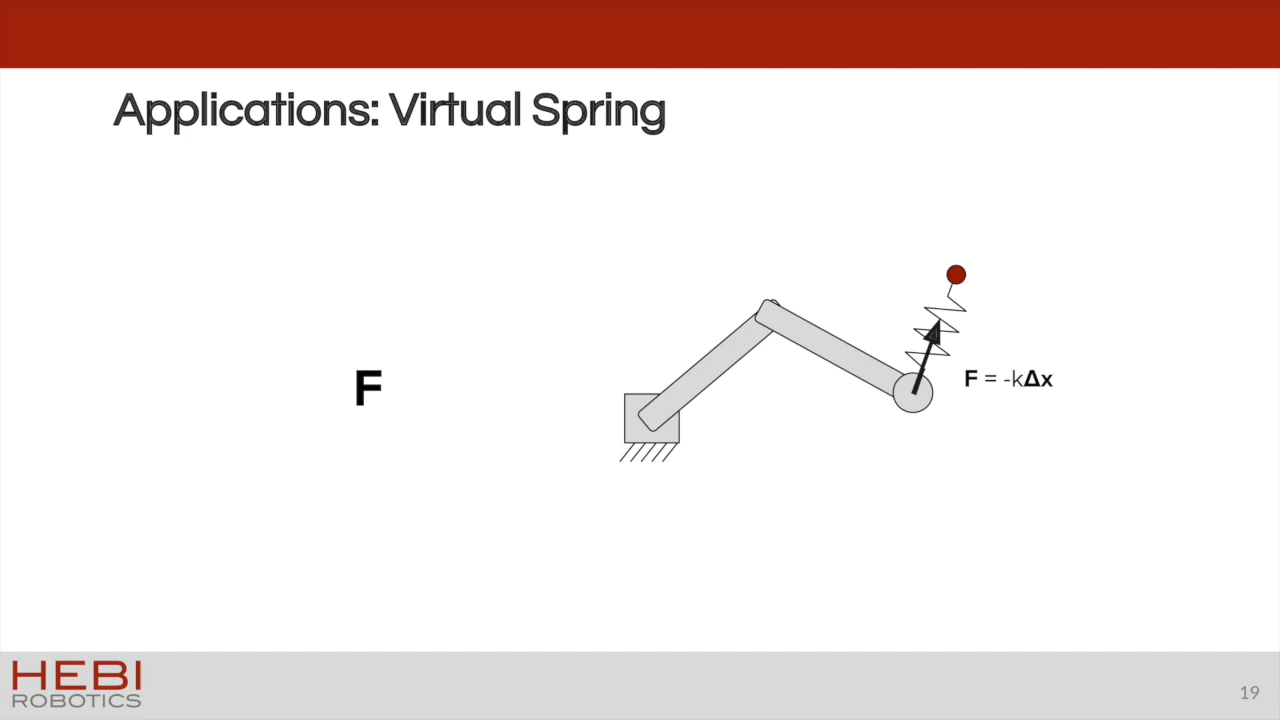 Applications: Virtual Spring
F
F = -kΔx
HEBI
ROBOTICS
19